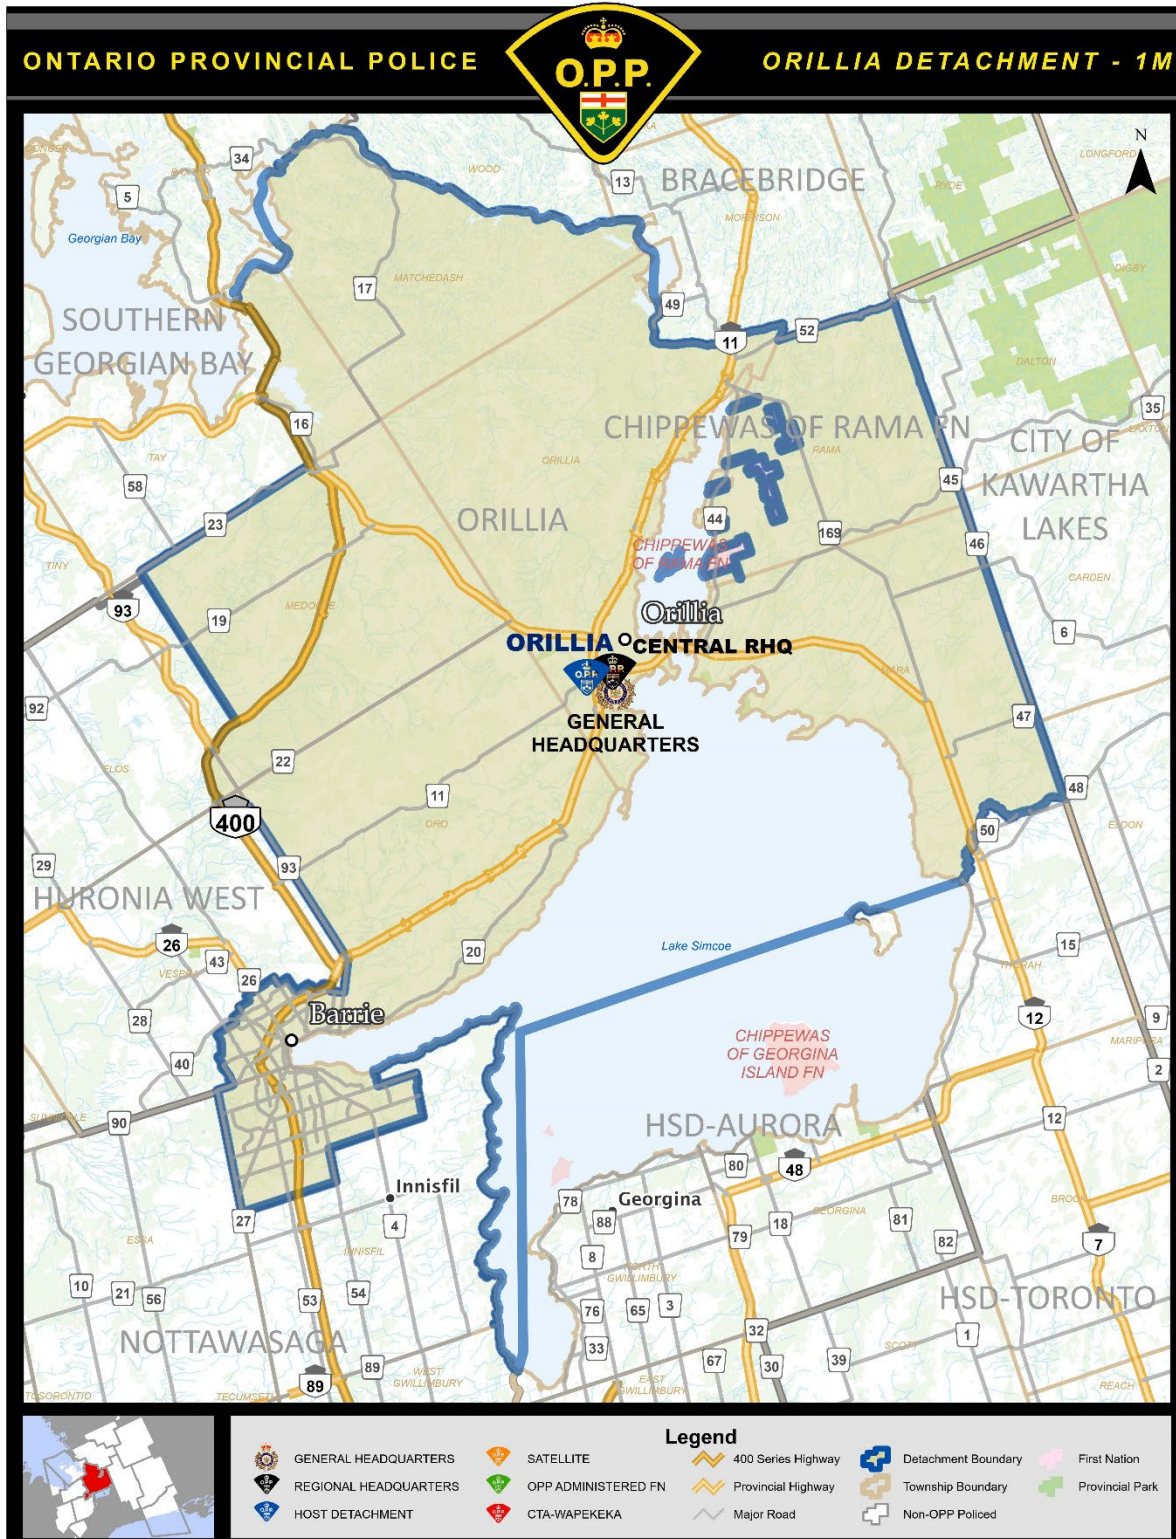 ONTARIO PROVINCIAL POLICE
O.P.P.
ORILLIA DETACHMENT - 1M
N
34
13
5
WOOD
BRACEBRIDGE
LONGFORD
RYDE
MORRISON
Georgian Bay
MATCHEDASH
DIGBY
17
49
SOUTHERN
GEORGIAN BAY
11
52
DALTON
35
LAXTON
16
CHIPPEWAS OF RAMA FN
RAMA
CITY OF
KAWARTHA
LAKES
TAY
58
ORILLIA
45
23
ORILLIA
44
169
46
CHIPPEWAS
OF RAMA FN
TINY
93
MEDONTE
CARDEN
19
Orillia
6
ORILLIA
CENTRAL RHQ
MARA
92
GENERAL
HEADQUARTERS
47
22
FLOS
11
48
400
ORO
50
ELDON
29
93
HURONIA WEST
26
Lake Simcoe
20
15
43
VESPRA
26
THORAH
28
Barrie
12
9
40
CHIPPEWAS
OF GEORGINA
ISLAND FN
MARIPOSA
2
SUNNIDALE
90
HSD-AURORA
12
80
48
Innisfil
78
Georgina
BROCK
27
4
88
18
GEORGINA
81
ESSA
79
82
7
INNISFIL
8
NORTH
GWILLIMBURY
10
21
56
53
54
HSD-TORONTO
76
65
3
NOTTAWASAGA
32
1
33
SCOTT
89
WEST
GWILLIMBURY
67
30
39
89
TOSORONTIO
TECUMSETH
EAST
GWILLIMBURY
REACH
Legend
GENERAL HEADQUARTERS
SATELLITE
400 Series Highway
Detachment Boundary
First Nation
REGIONAL HEADQUARTERS
OPP ADMINISTERED FN
Provincial Highway
Township Boundary
Provincial Park
HOST DETACHMENT
CTA-WAPEKEKA
Major Road
Non-OPP Policed